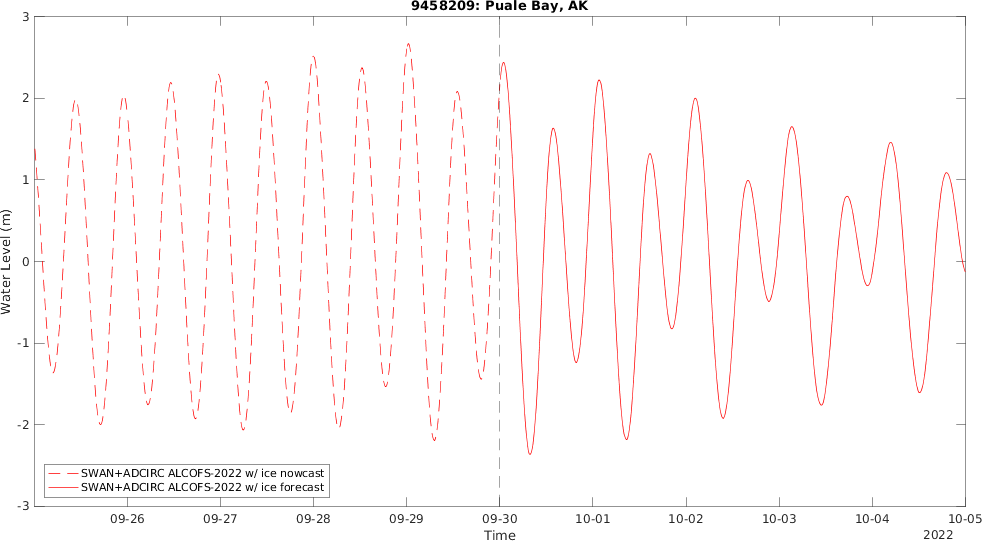 9458209: Puale Bay, AK
Water Level (m)
3
2
1
0
-1
-2
-3
SWAN+ADCIRC ALCOFS-2022 w/ ice nowcast
SWAN+ADCIRC ALCOFS-2022 w/ ice forecast
09-26 09-27 09-28 09-29 09-30 10-01 10-02 10-03 10-04 10-05
Time
2022